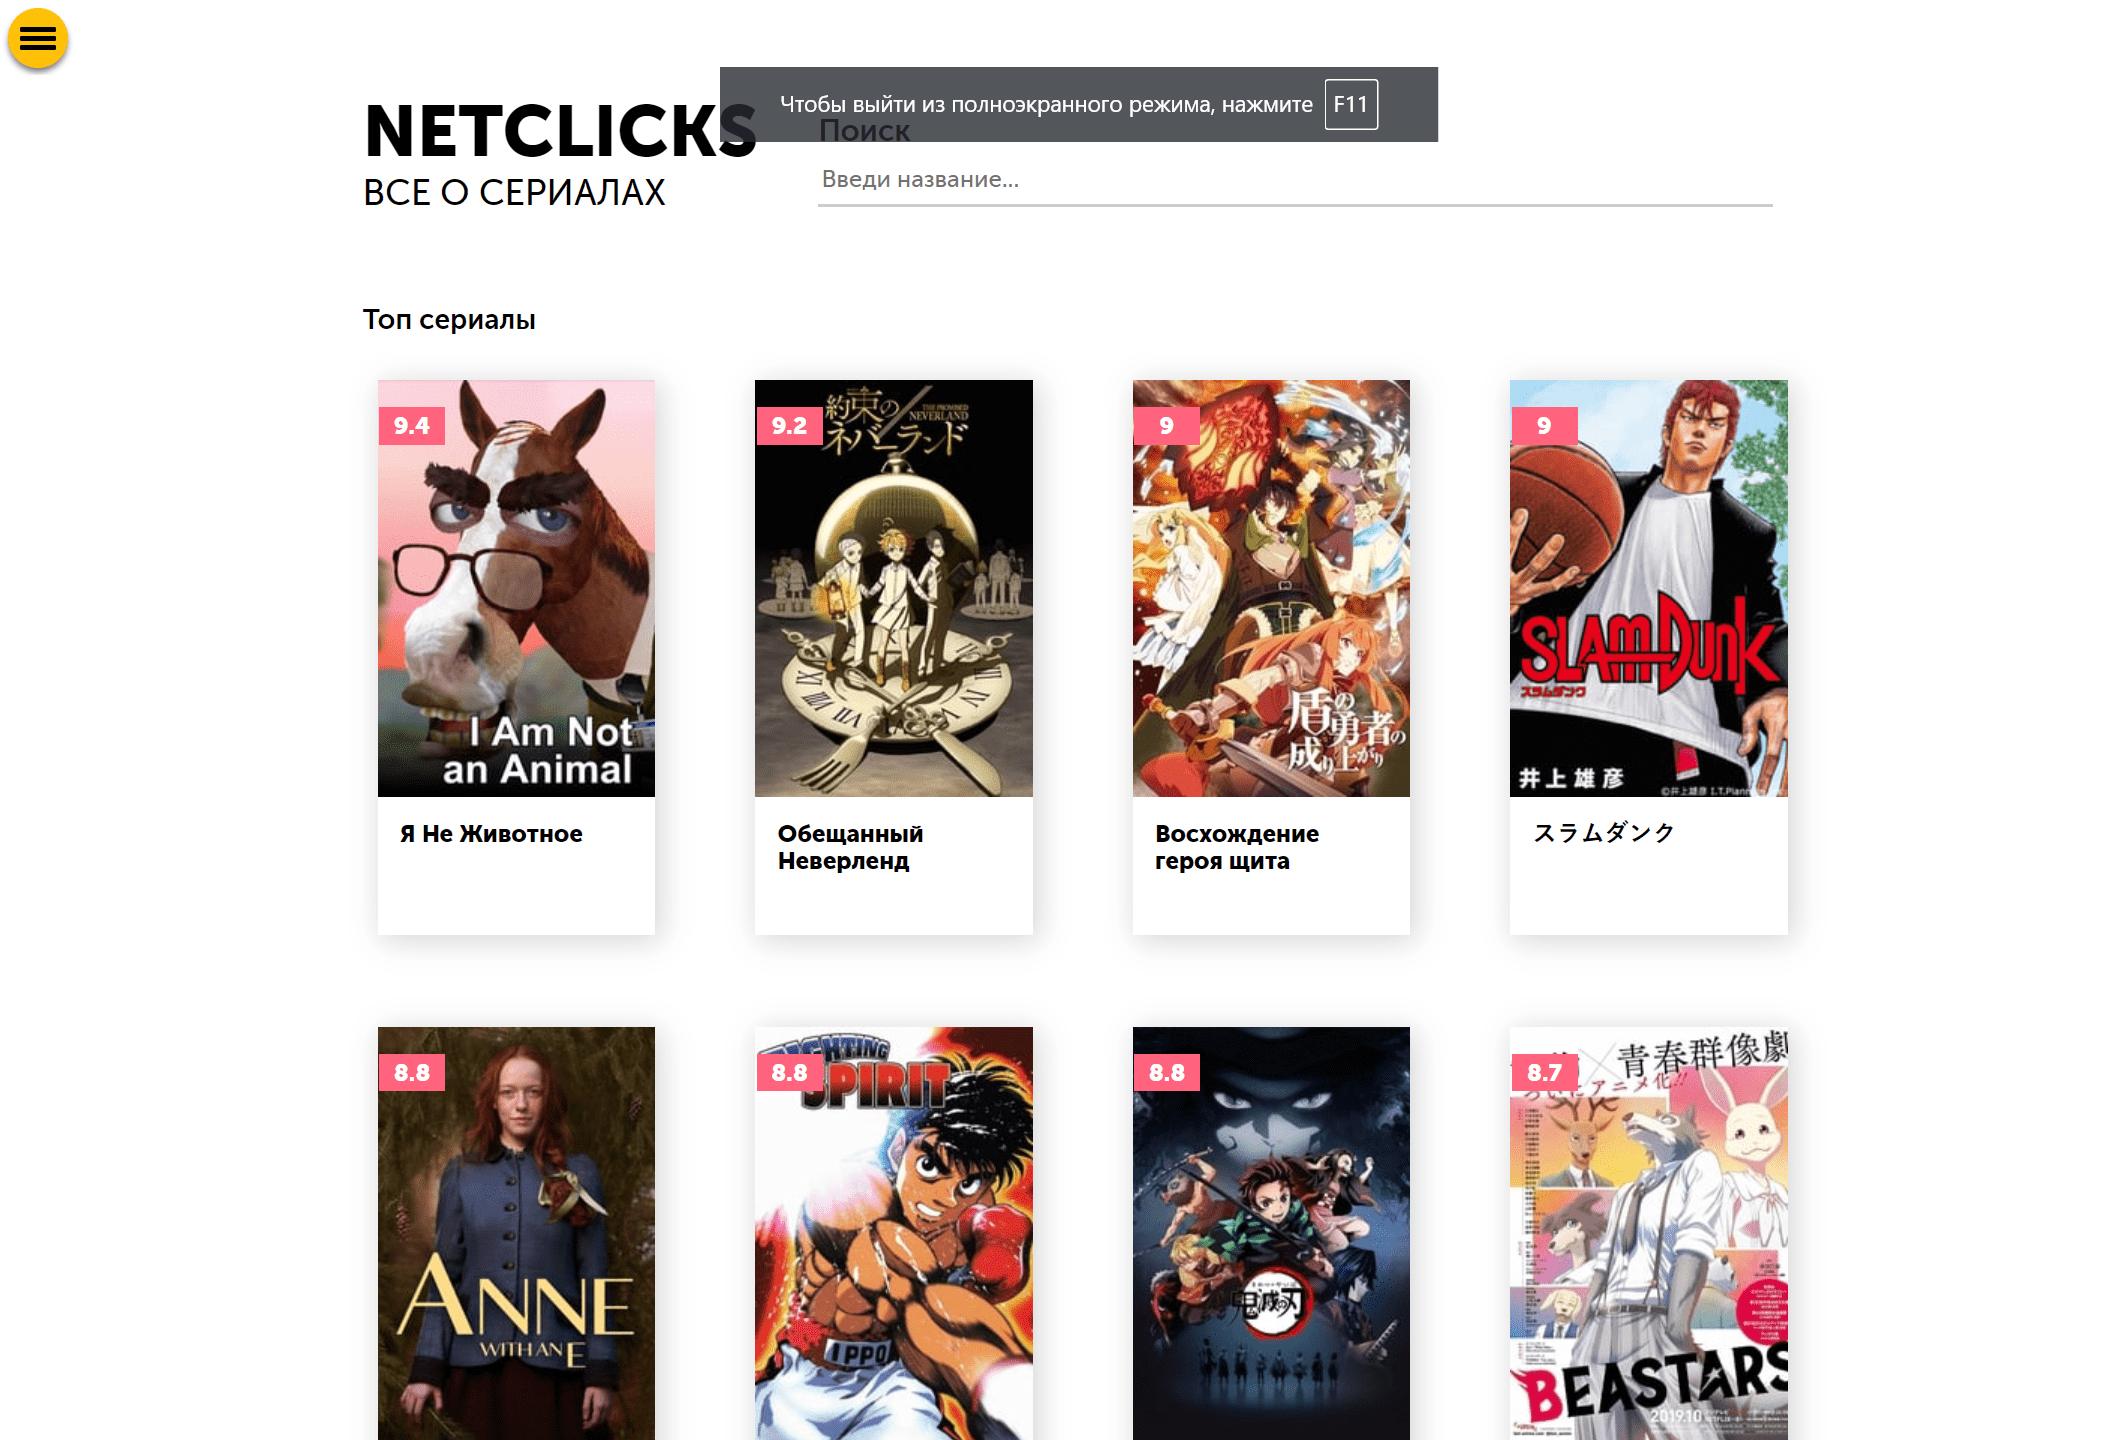 Чтобы выйти из полноэкранного режима, нажмите F11
NETCLICKS
Поиск
ВСЕ О СЕРИАЛАХ
Введи название...
Топ сериалы
9.4
I Am Not
an Animal
Я Не Животное
9.2
約束の
THE PROMISED
NEVERLAND
ネバーランド
Обещанный
Неверленд
9
盾の勇者の
成り上がり
Восхождение
героя щита
9
SLAM DUNK
スラムダンク
井上雄彦
©井上雄彦 I.T.Plann
スラムダンク
8.8
ANNE
WITH AN E
8.8
FIGHTING
SPIRIT
IPPO
8.8
鬼滅の刃
8.7
青春群像劇
アニメ化!!
BEASTARS
2019.10